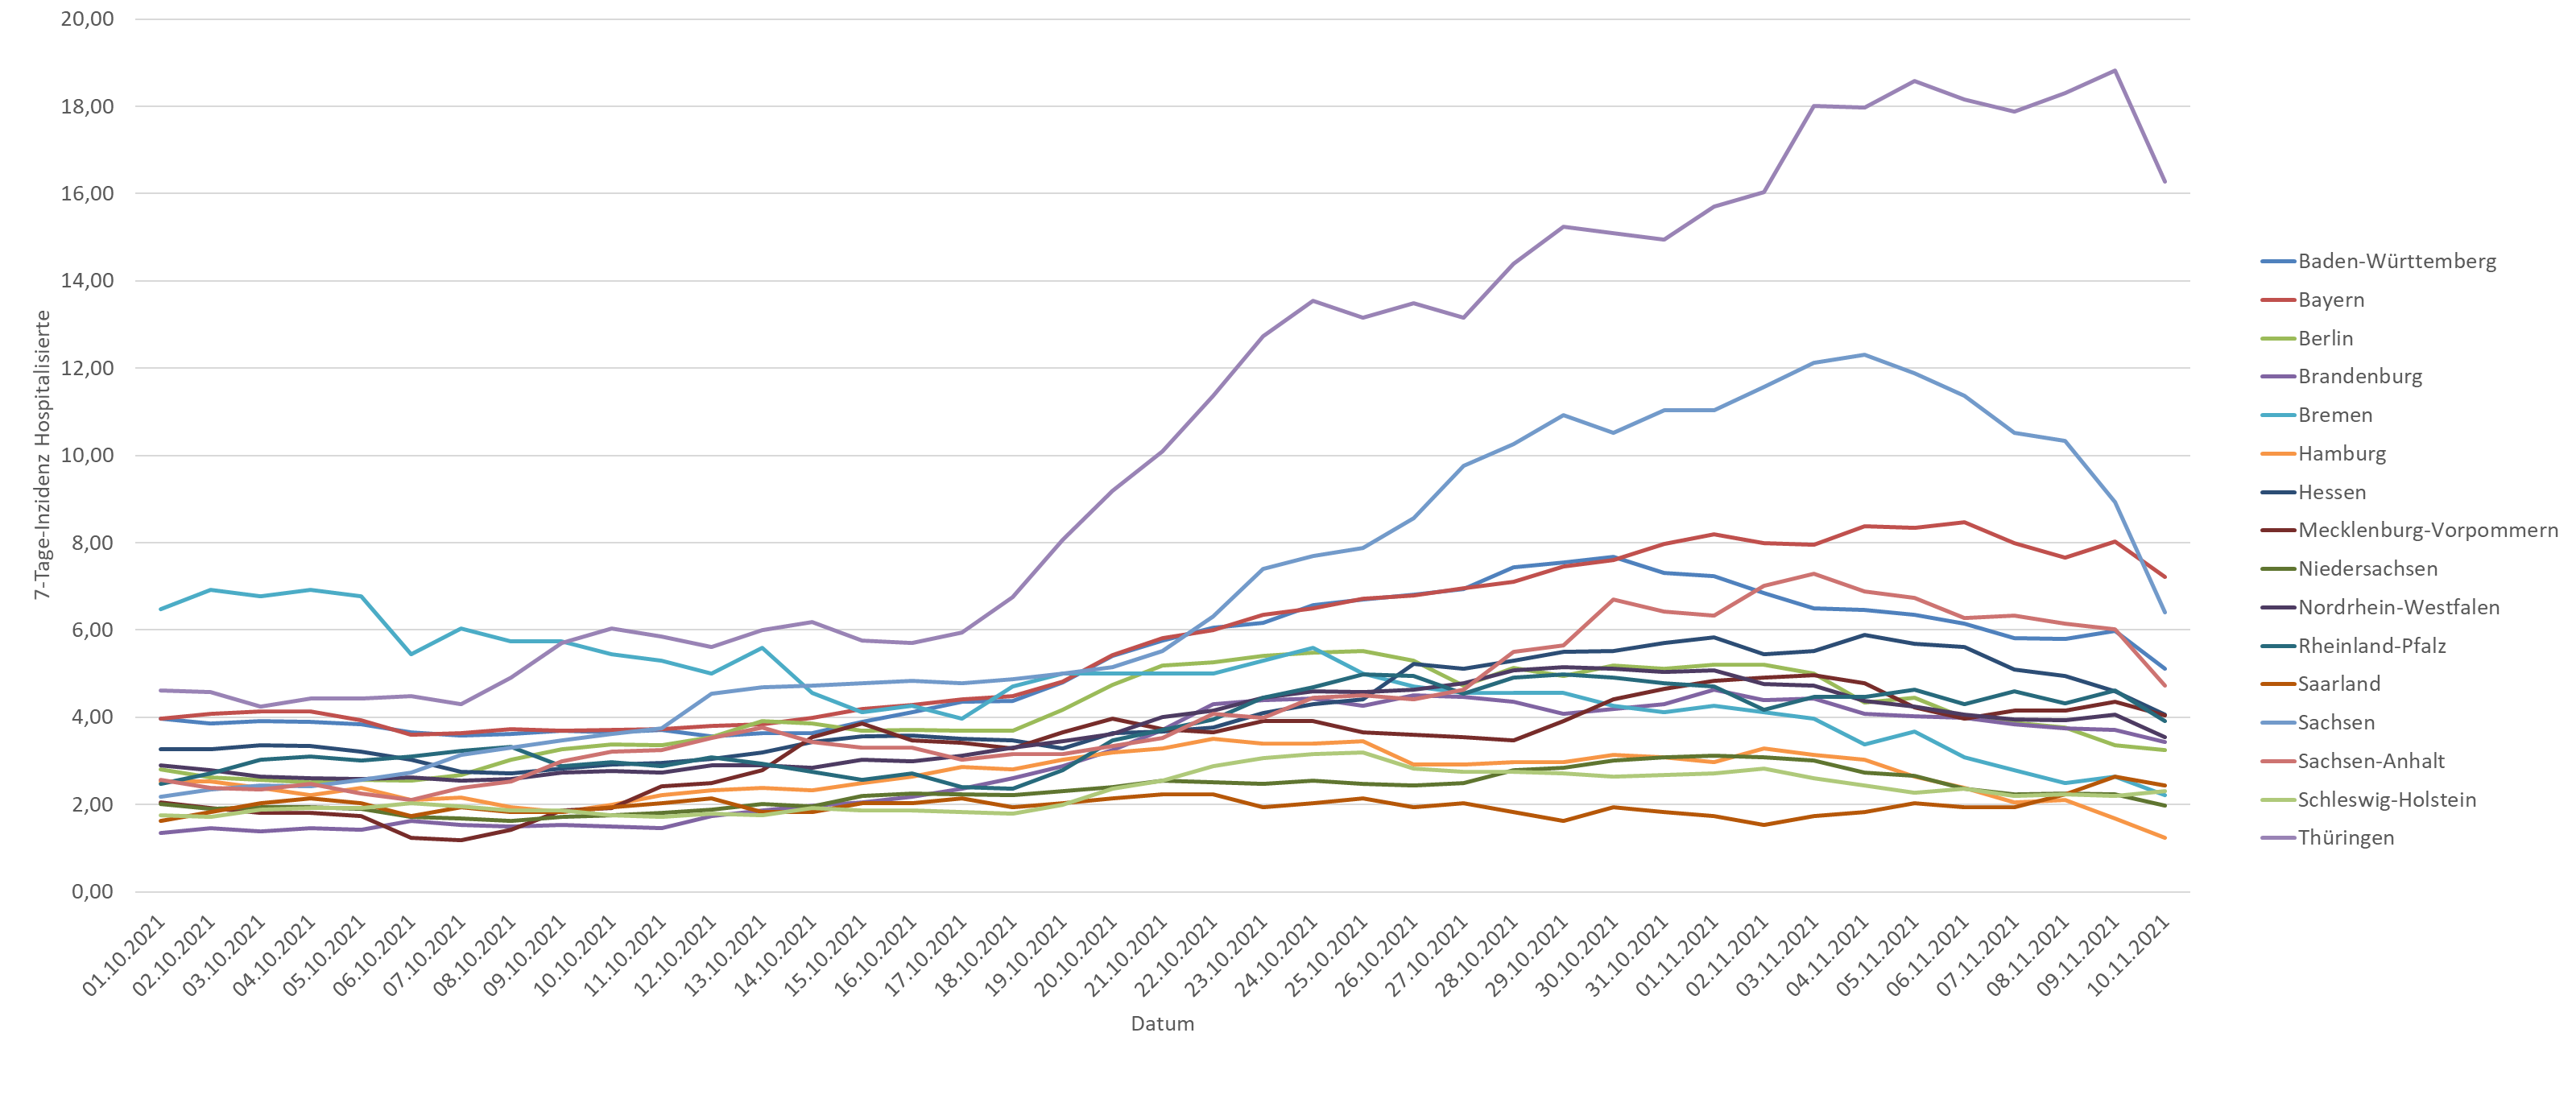 20,00
18,00
16,00
14,00
12,00
10,00
8,00
6,00
4,00
2,00
0,00
7-Tage-Inzidenz Hospitalisierte
01.10.2021
02.10.2021
03.10.2021
04.10.2021
05.10.2021
06.10.2021
07.10.2021
08.10.2021
09.10.2021
10.10.2021
11.10.2021
12.10.2021
13.10.2021
14.10.2021
15.10.2021
16.10.2021
17.10.2021
18.10.2021
19.10.2021
20.10.2021
21.10.2021
22.10.2021
23.10.2021
24.10.2021
25.10.2021
26.10.2021
27.10.2021
28.10.2021
29.10.2021
30.10.2021
31.10.2021
01.11.2021
02.11.2021
03.11.2021
04.11.2021
05.11.2021
06.11.2021
07.11.2021
08.11.2021
09.11.2021
10.11.2021
Datum
Baden-Württemberg
Bayern
Berlin
Brandenburg
Bremen
Hamburg
Hessen
Mecklenburg-Vorpommern
Niedersachsen
Nordrhein-Westfalen
Rheinland-Pfalz
Saarland
Sachsen
Sachsen-Anhalt
Schleswig-Holstein
Thüringen